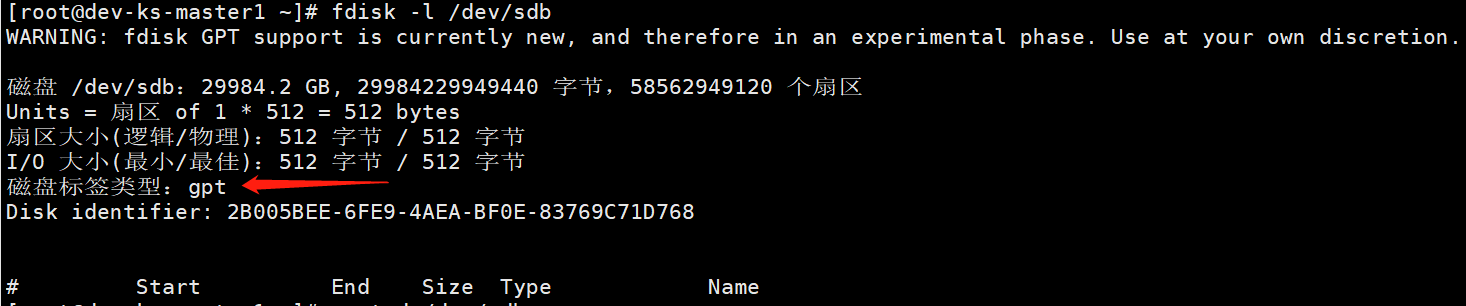 [root@dev-ks-master1 ~]# fdisk -l /dev/sdb
WARNING: fdisk GPT support is currently new, and therefore in an experimental phase. Use at your own discretion.
磁盘 /dev/sdb：29984.2 GB, 29984229949440 字节，58562949120 个扇区
Units = 扇区 of 1 * 512 = 512 bytes
扇区大小(逻辑/物理)：512 字节 / 512 字节
I/O 大小(最小/最佳)：512 字节 / 512 字节
磁盘标签类型：gpt
Disk identifier: 2B005BEE-6FE9-4AEA-BF0E-83769C71D768
#         Start          End    Size  Type            Name